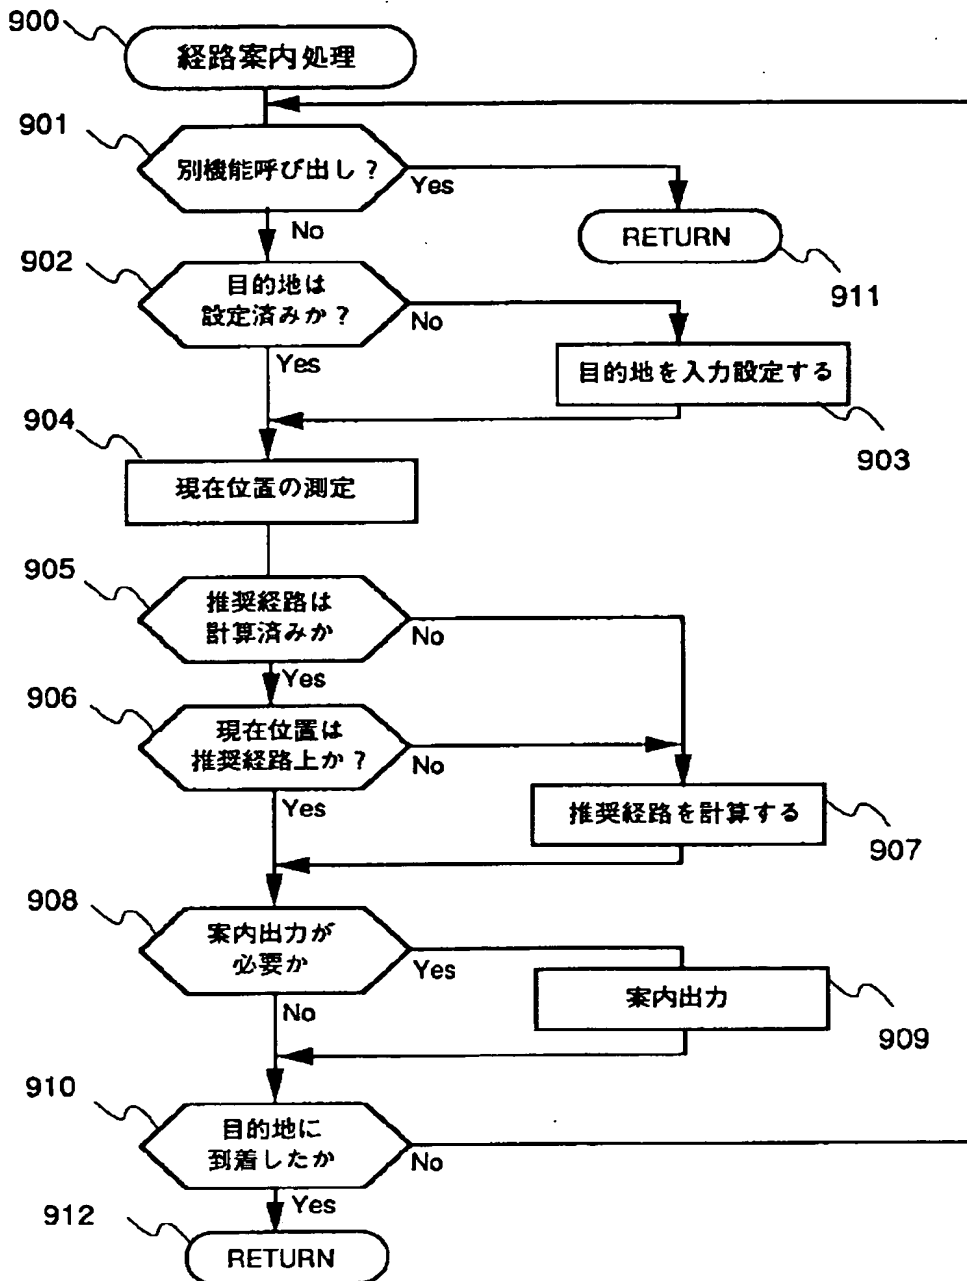 900
経路案内処理
901
別機能呼び出し？
Yes
No
RETURN
911
902
目的地は
設定済みか？
No
Yes
目的地を入力設定する
903
904
現在位置の測定
905
推奨経路は
計算済みか
No
Yes
906
現在位置は
推奨経路上か？
No
Yes
推奨経路を計算する
907
908
案内出力が
必要か
Yes
No
案内出力
909
910
目的地に
到着したか
No
Yes
912
RETURN